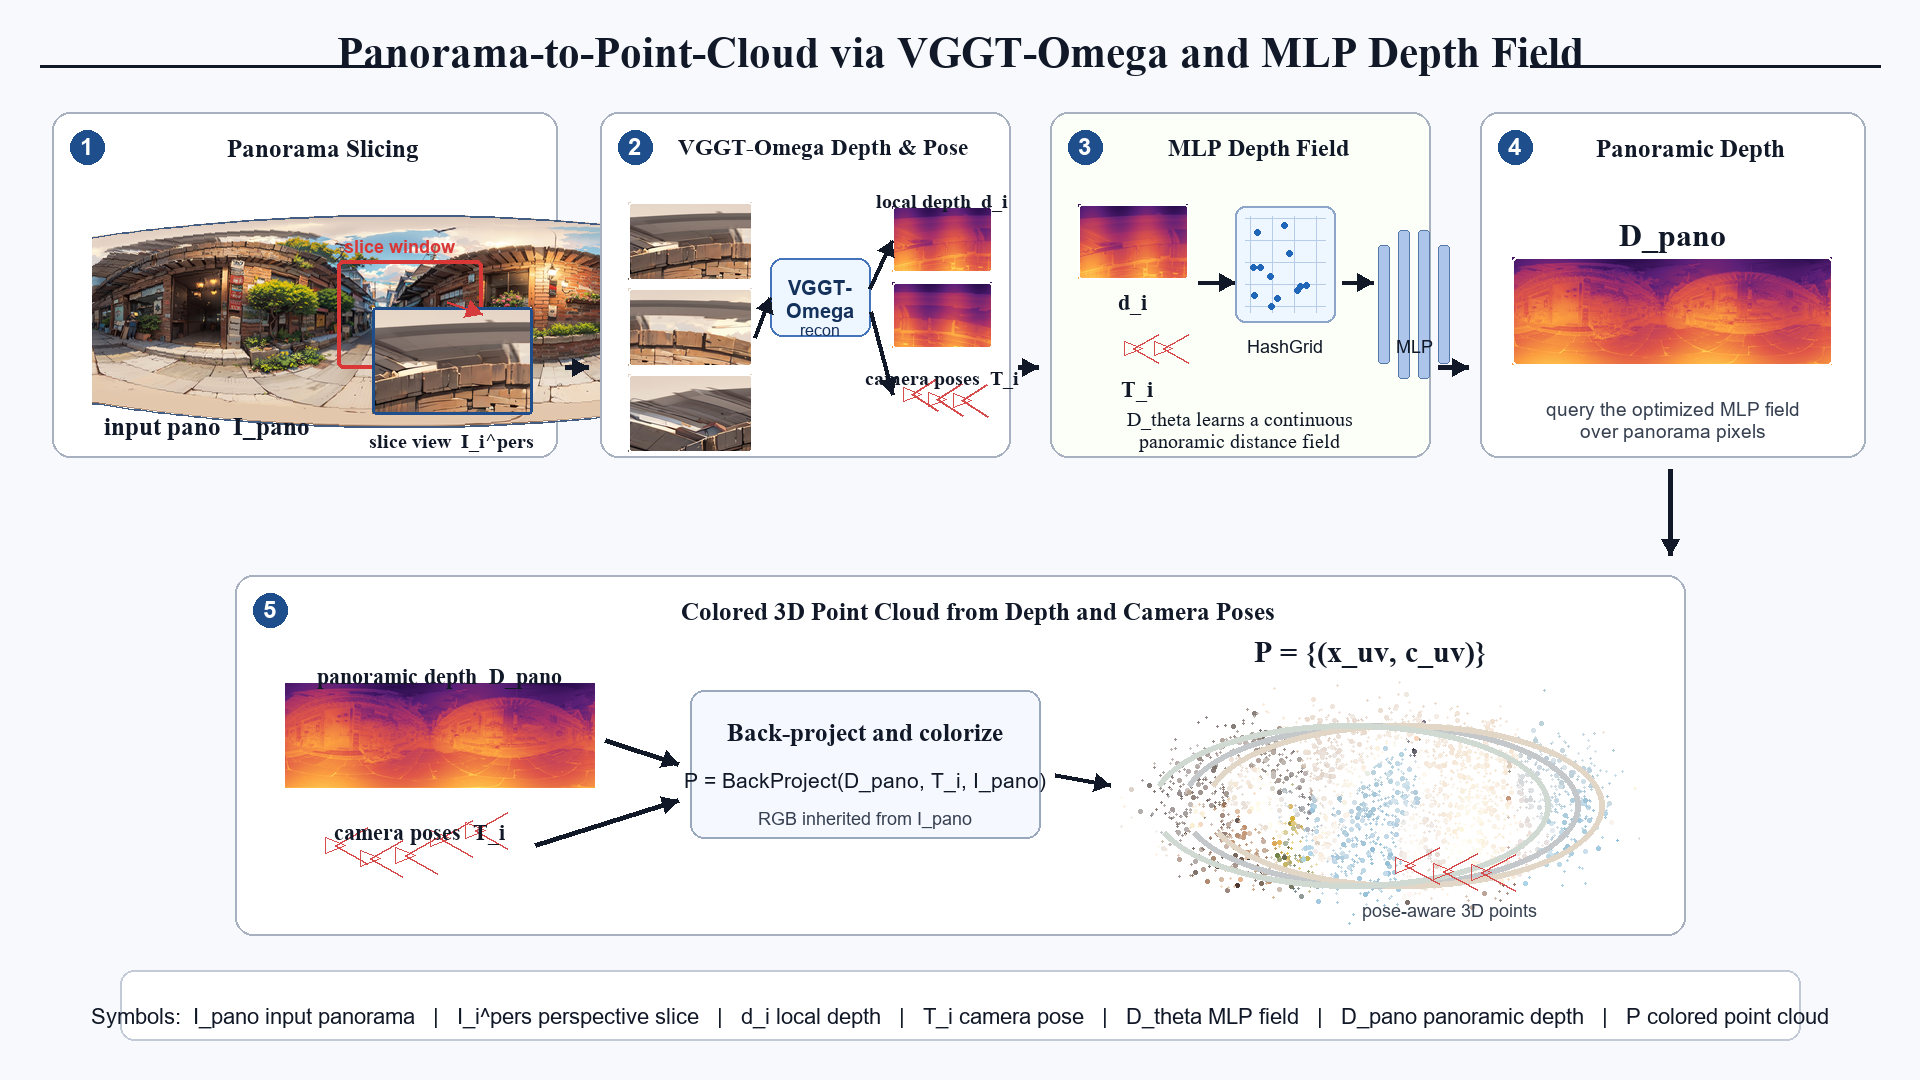 Panorama-to-Point-Cloud via VGGT-Omega and MLP Depth Field
1
Panorama Slicing
slice window
input pano I_pano
slice view I_i^pers
2
VGGT-Omega Depth & Pose
local depth d_i
VGGT-
Omega
recon
camera poses T_i
3
MLP Depth Field
d_i
HashGrid
MLP
T_i
D_theta learns a continuous
panoramic distance field
4
Panoramic Depth
D_pano
query the optimized MLP field
over panorama pixels
5
Colored 3D Point Cloud from Depth and Camera Poses
panoramic depth D_pano
camera poses T_i
Back-project and colorize
P = BackProject(D_pano, T_i, I_pano)
RGB inherited from I_pano
P = {(x_uv, c_uv)}
pose-aware 3D points
Symbols: I_pano input panorama | I_i^pers perspective slice | d_i local depth | T_i camera pose | D_theta MLP field | D_pano panoramic depth | P colored point cloud